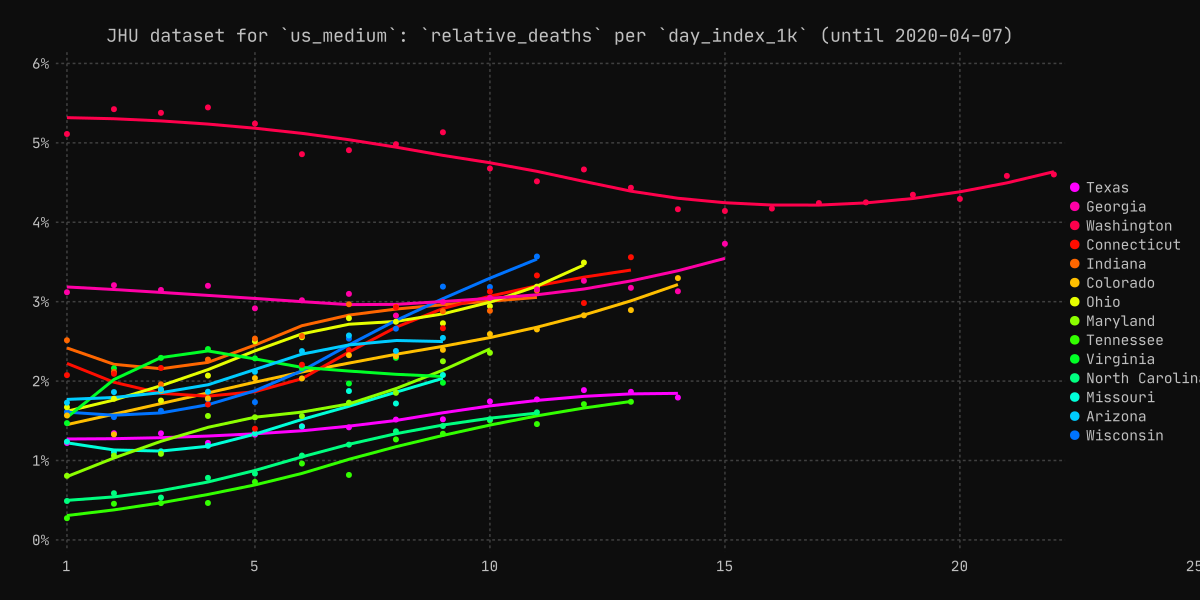 JHU dataset for `us_medium`: `relative_deaths` per `day_index_1k` (until 2020-04-07)
6%
5%
4%
3%
2%
1%
0%
1 5 10 15 20 25
Texas
Georgia
Washington
Connecticut
Indiana
Colorado
Ohio
Maryland
Tennessee
Virginia
North Carolina
Missouri
Arizona
Wisconsin